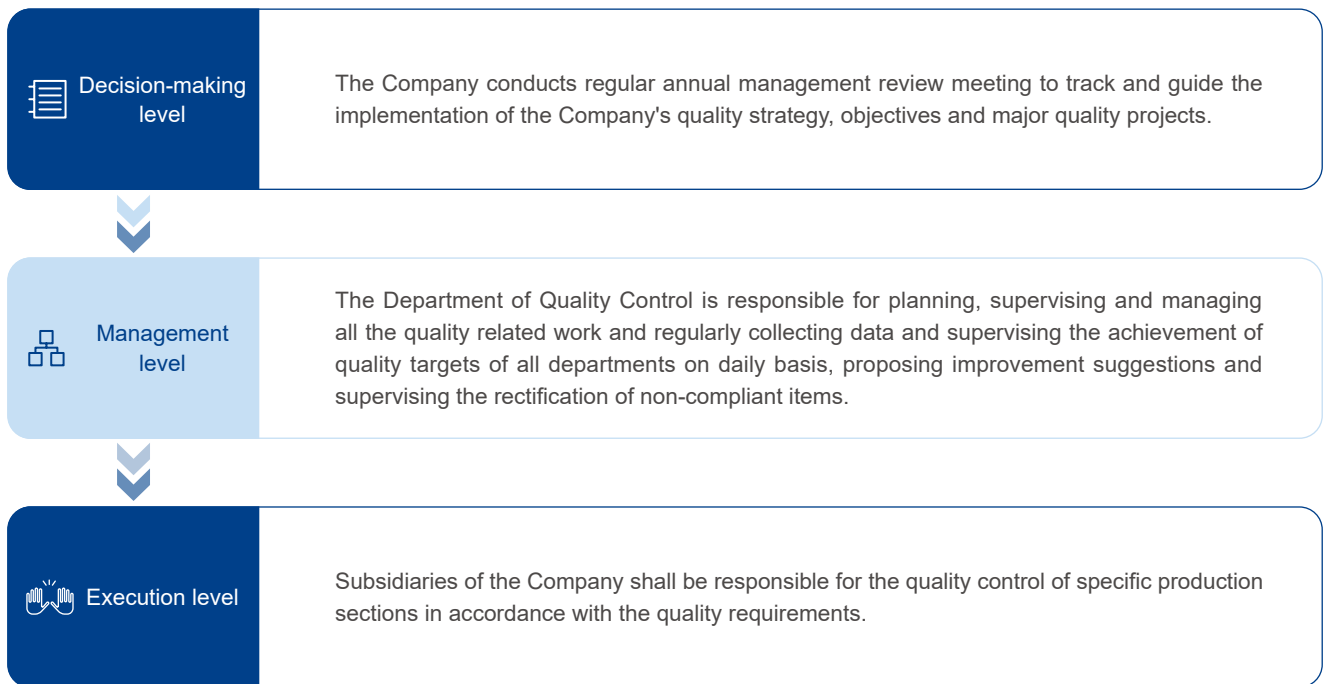 Decision-making
level
The Company conducts regular annual management review meeting to track and guide the
implementation of the Company's quality strategy, objectives and major quality projects.
Management
level
The Department of Quality Control is responsible for planning, supervising and managing
all the quality related work and regularly collecting data and supervising the achievement of
quality targets of all departments on daily basis, proposing improvement suggestions and
supervising the rectification of non-compliant items.
Execution level
Subsidiaries of the Company shall be responsible for the quality control of specific production
sections in accordance with the quality requirements.